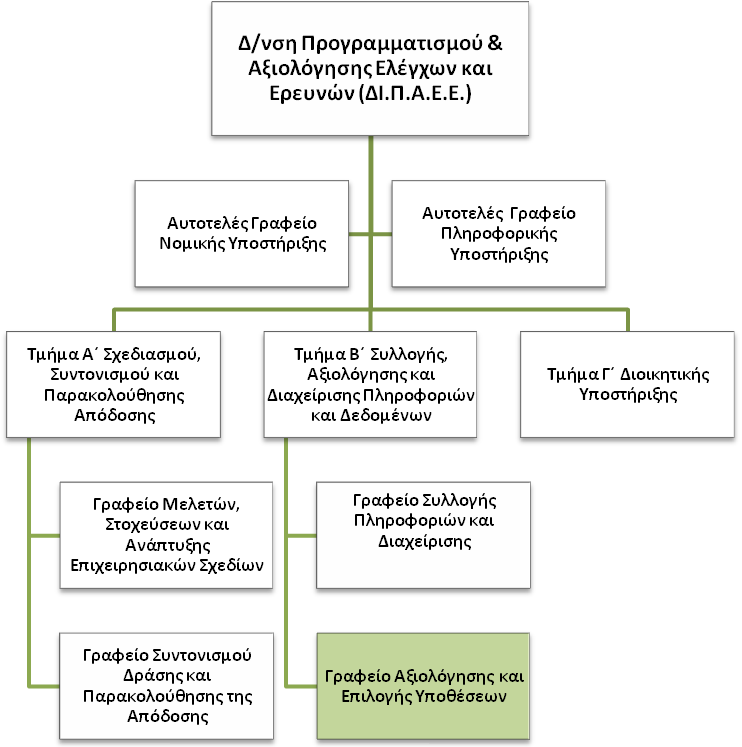 Δ/νση Προγραμματισμού &
Αξιολόγησης Ελέγχων και
Ερευνών (ΔΙ.Π.Α.Ε.Ε.)
Αυτοτελές Γραφείο
Νομικής Υποστήριξης
Αυτοτελές Γραφείο
Πληροφορικής
Υποστήριξης
Τμήμα Α΄ Σχεδιασμού,
Συντονισμού και
Παρακολούθησης
Απόδοσης
Τμήμα Β΄ Συλλογής,
Αξιολόγησης και
Διαχείρισης Πληροφοριών
και Δεδομένων
Τμήμα Γ΄ Διοικητικής
Υποστήριξης
Γραφείο Μελετών,
Στοχεύσεων και
Ανάπτυξης
Επιχειρησιακών Σχεδίων
Γραφείο Συλλογής
Πληροφοριών και
Διαχείρισης
Γραφείο Συντονισμού
Δράσης και
Παρακολούθησης της
Απόδοσης
Γραφείο Αξιολόγησης και
Επιλογής Υποθέσεων